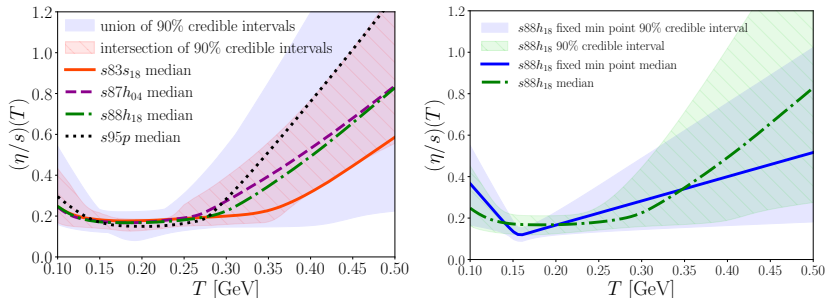 union of 90% credible intervals
intersection of 90% credible intervals
s83s₁₈ median
s87h₀₄ median
s88h₁₈ median
s95p median
(η/s)(T)
1.2
1.0
0.8
0.6
0.4
0.2
0.0
0.10 0.15 0.20 0.25 0.30 0.35 0.40 0.45 0.50
T [GeV]
s88h₁₈ fixed min point 90% credible interval
s88h₁₈ 90% credible interval
s88h₁₈ fixed min point median
s88h₁₈ median
(η/s)(T)
1.2
1.0
0.8
0.6
0.4
0.2
0.0
0.10 0.15 0.20 0.25 0.30 0.35 0.40 0.45 0.50
T [GeV]